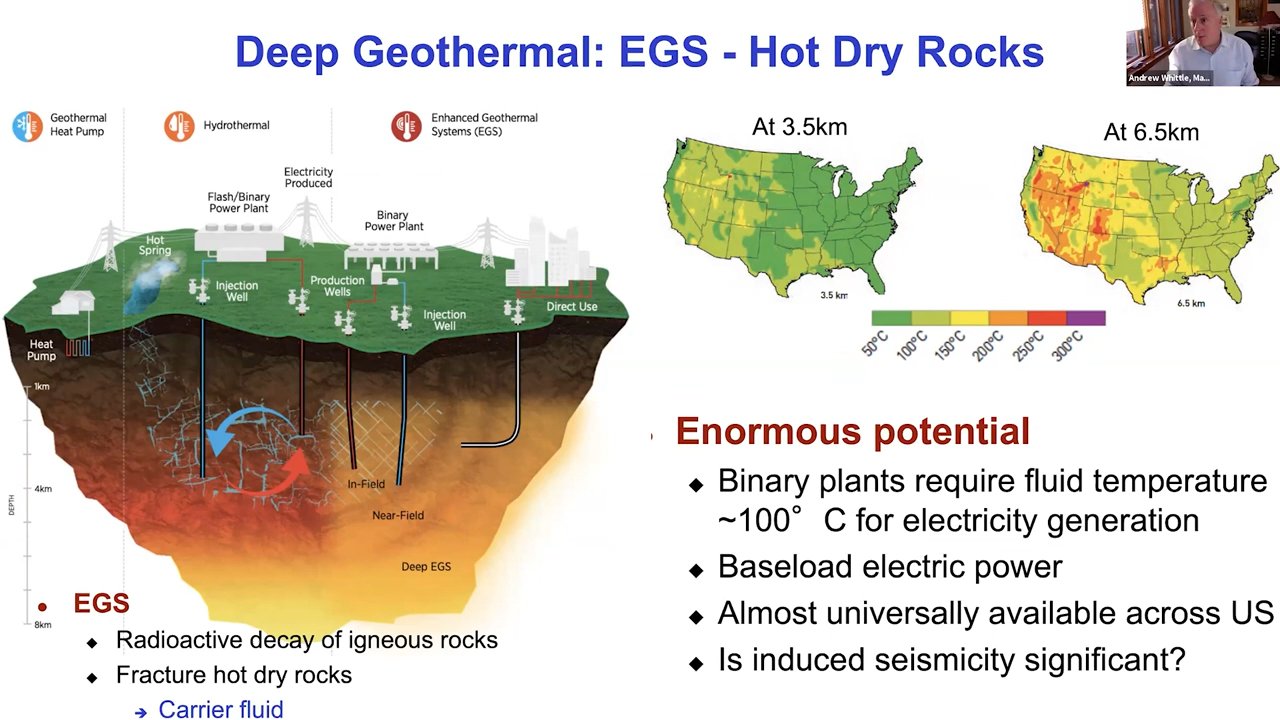 Deep Geothermal: EGS - Hot Dry Rocks
Andrew Whittle, Ma...
Geothermal
Heat Pump
Hydrothermal
Enhanced Geothermal
Systems (EGS)
Electricity
Produced
Flash/Binary
Power Plant
Binary
Power Plant
Hot
Spring
Injection
Well
Production
Wells
Injection
Well
Direct Use
Heat
Pump
1km
4km
8km
DEPTH
In-Field
Near-Field
Deep EGS
• EGS
◆ Radioactive decay of igneous rocks
◆ Fracture hot dry rocks
→ Carrier fluid
At 3.5km
At 6.5km
3.5 km
6.5 km
50°C 100°C 150°C 200°C 250°C 300°C
Enormous potential
◆ Binary plants require fluid temperature
~100° C for electricity generation
◆ Baseload electric power
◆ Almost universally available across US
◆ Is induced seismicity significant?